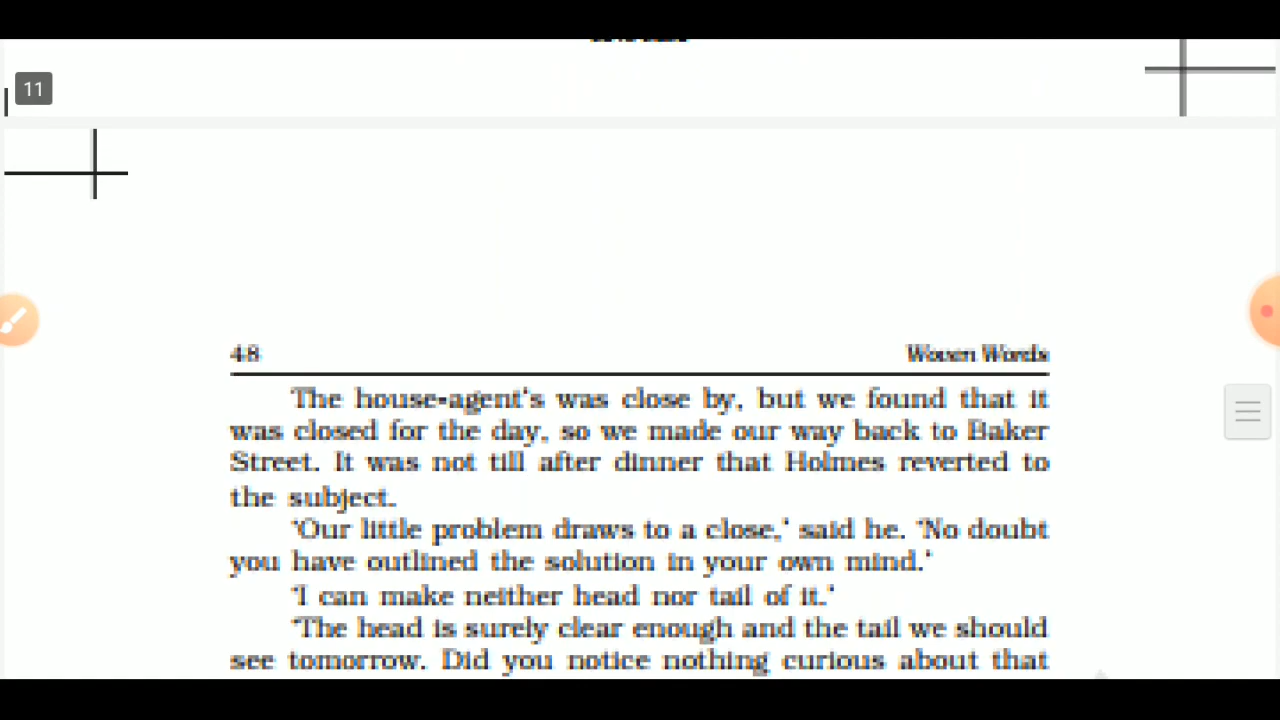 11
48 Woven Words
The house-agent's was close by, but we found that it
was closed for the day, so we made our way back to Baker
Street. It was not till after dinner that Holmes reverted to
the subject.
'Our little problem draws to a close,' said he. 'No doubt
you have outlined the solution in your own mind.'
'I can make neither head nor tail of it.'
'The head is surely clear enough and the tail we should
see tomorrow. Did you notice nothing curious about that